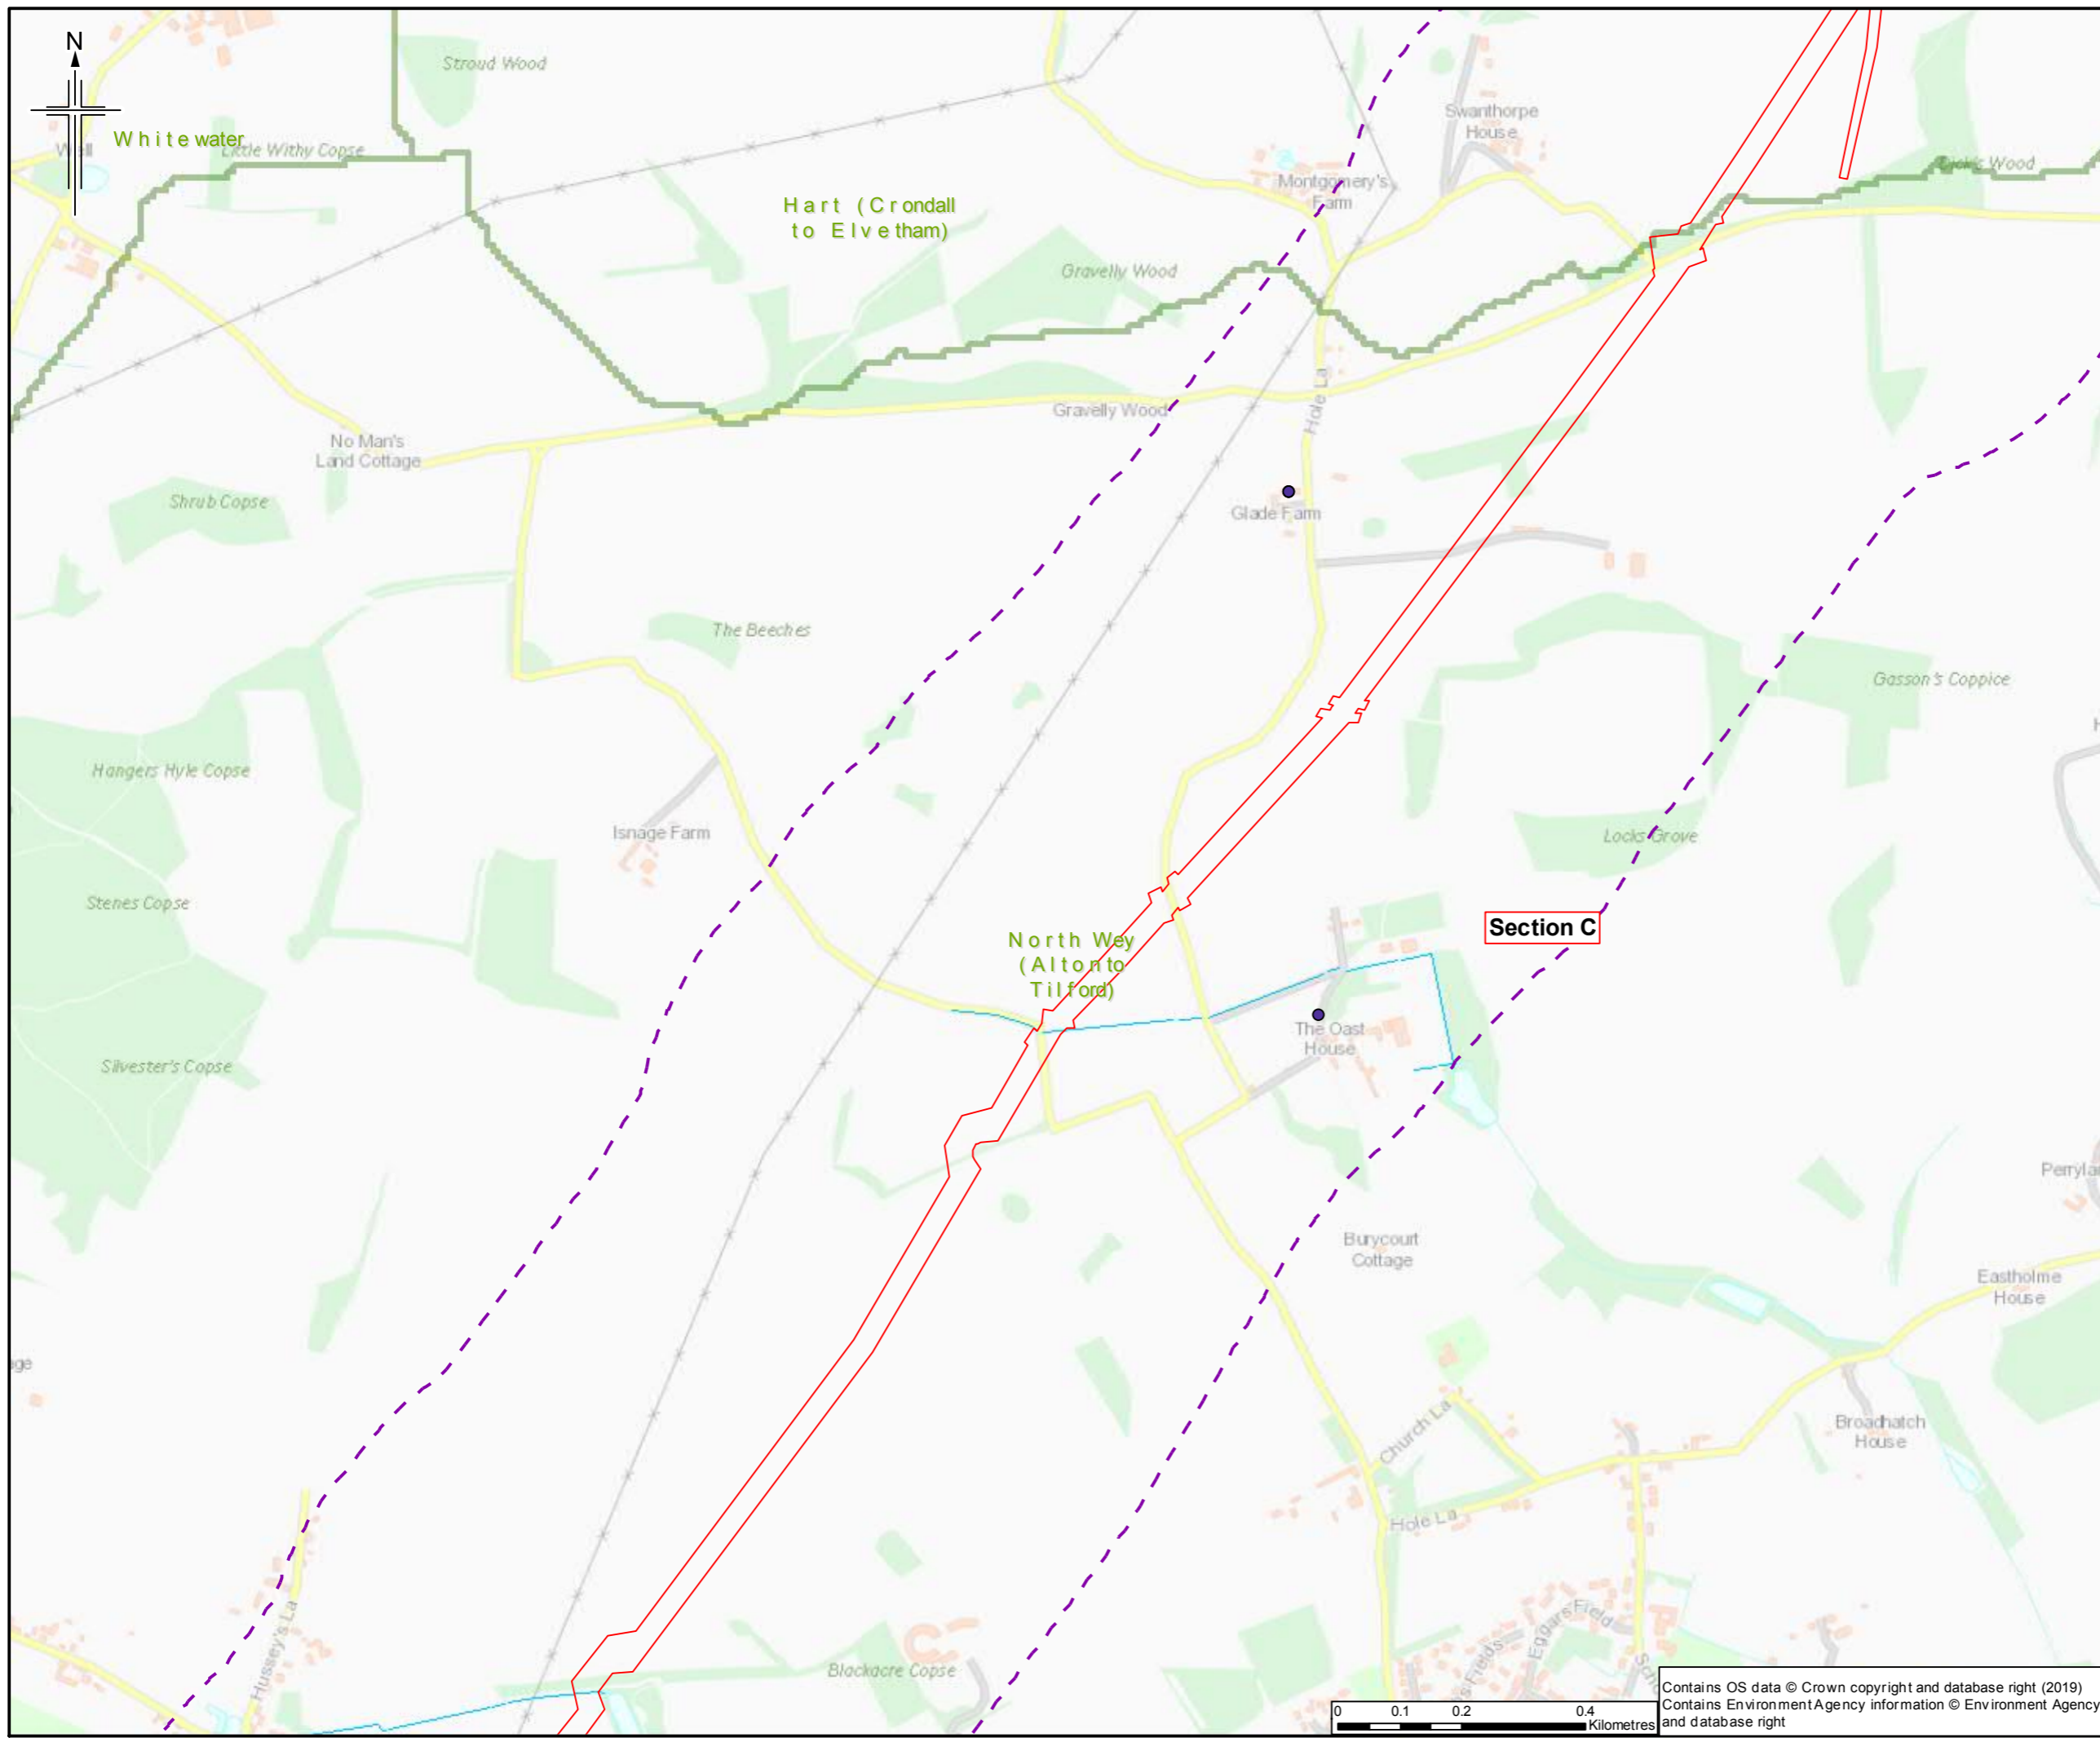 N
Stroud Wood
Swanthorpe
House
Whitewater
Well
Little Withy Copse
Dick's Wood
Montgomery's
Farm
Hart (Crondall
to Elvetham)
Gravelly Wood
Hole La
Gravelly Wood
No Man's
Land Cottage
Shrub Copse
Glade Farm
The Beeches
Gasson's Coppice
Hangers Hyle Copse
Isnage Farm
Locks Grove
Stenes Copse
Section C
North Wey
(Alton to
Tilford)
The Oast
House
Silvester's Copse
Perryla
Burycourt
Cottage
Eastholme
House
ge
Church La
Broadhatch
House
Hole La
Hussey's La
Eggars Field
s Fields
Blackacre Copse
0 0.1 0.2 0.4
Kilometres
Contains OS data © Crown copyright and database right (2019)
Contains Environment Agency information © Environment Agency
and database right